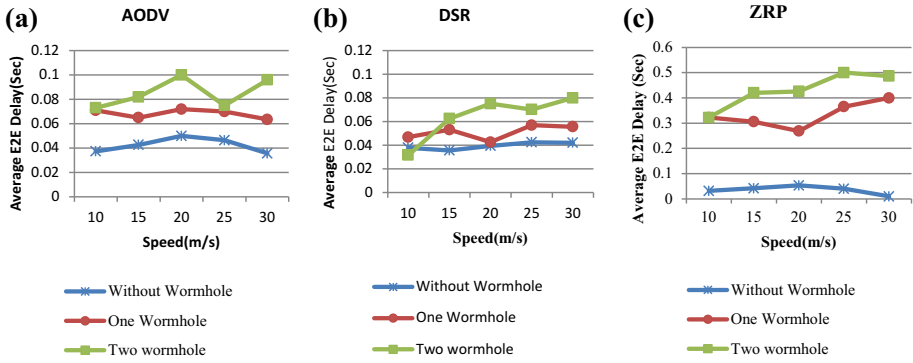 (a)
AODV
Average E2E Delay(Sec)
0.12
0.1
0.08
0.06
0.04
0.02
0
10 15 20 25 30
Speed(m/s)
Without Wormhole
One Wormhole
Two wormhole
(b)
DSR
Average E2E Delay(Sec)
0.12
0.1
0.08
0.06
0.04
0.02
0
10 15 20 25 30
Speed(m/s)
Without Wormhole
One Wormhole
Two wormhole
(c)
ZRP
Average E2E Delay (Sec)
0.6
0.5
0.4
0.3
0.2
0.1
0
10 15 20 25 30
Speed(m/s)
Without Wormhole
One Wormhole
Two wormhole